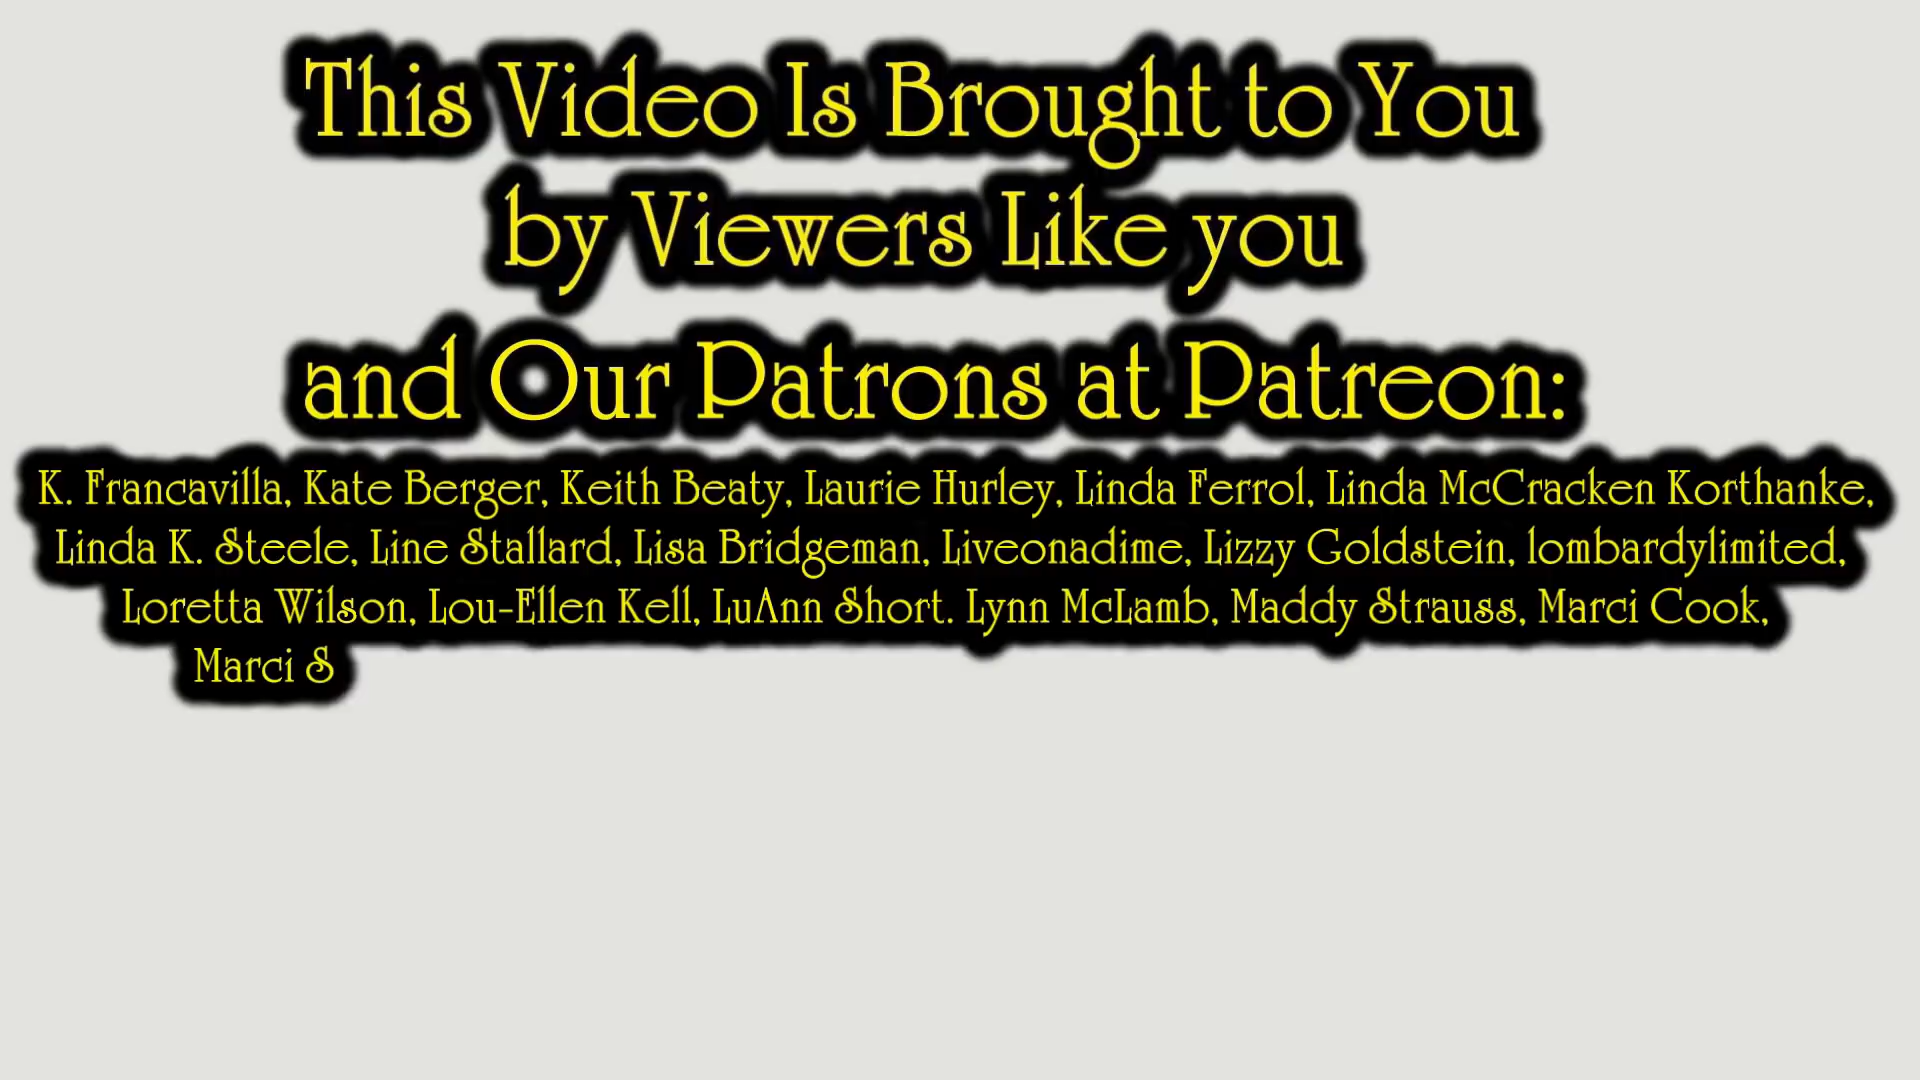 This Video Is Brought to You
by Viewers Like you
and Our Patrons at Patreon:
K. Francavilla, Kate Berger, Keith Beaty, Laurie Hurley, Linda Ferrol, Linda McCracken Korthanke,
Linda K. Steele, Line Stallard, Lisa Bridgeman, Liveonadime, Lizzy Goldstein, lombardylimited,
Loretta Wilson, Lou-Ellen Kell, LuAnn Short. Lynn McLamb, Maddy Strauss, Marci Cook,
Marci S